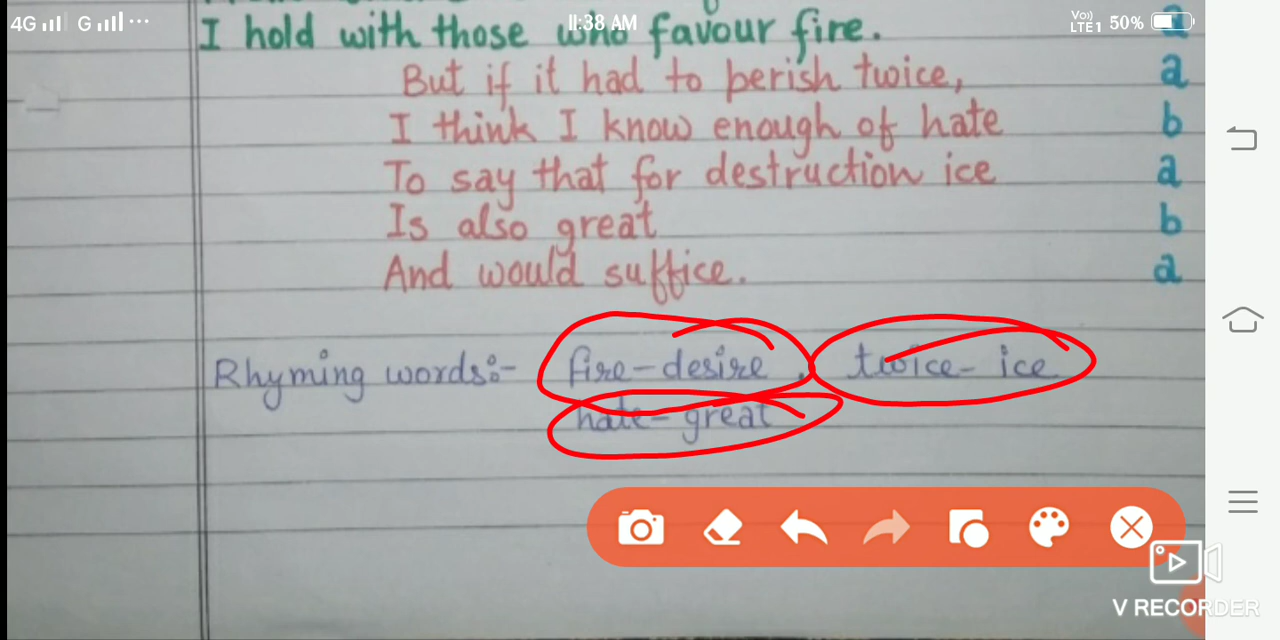 4G G ... 11:38 AM Vo)) LTE1 50%
I hold with those who favour fire. a
But if it had to perish twice, a
I think I know enough of hate b
To say that for destruction ice a
Is also great b
And would suffice. a
Rhyming words:- fire-desire, twice- ice
hate- great
V RECORDER